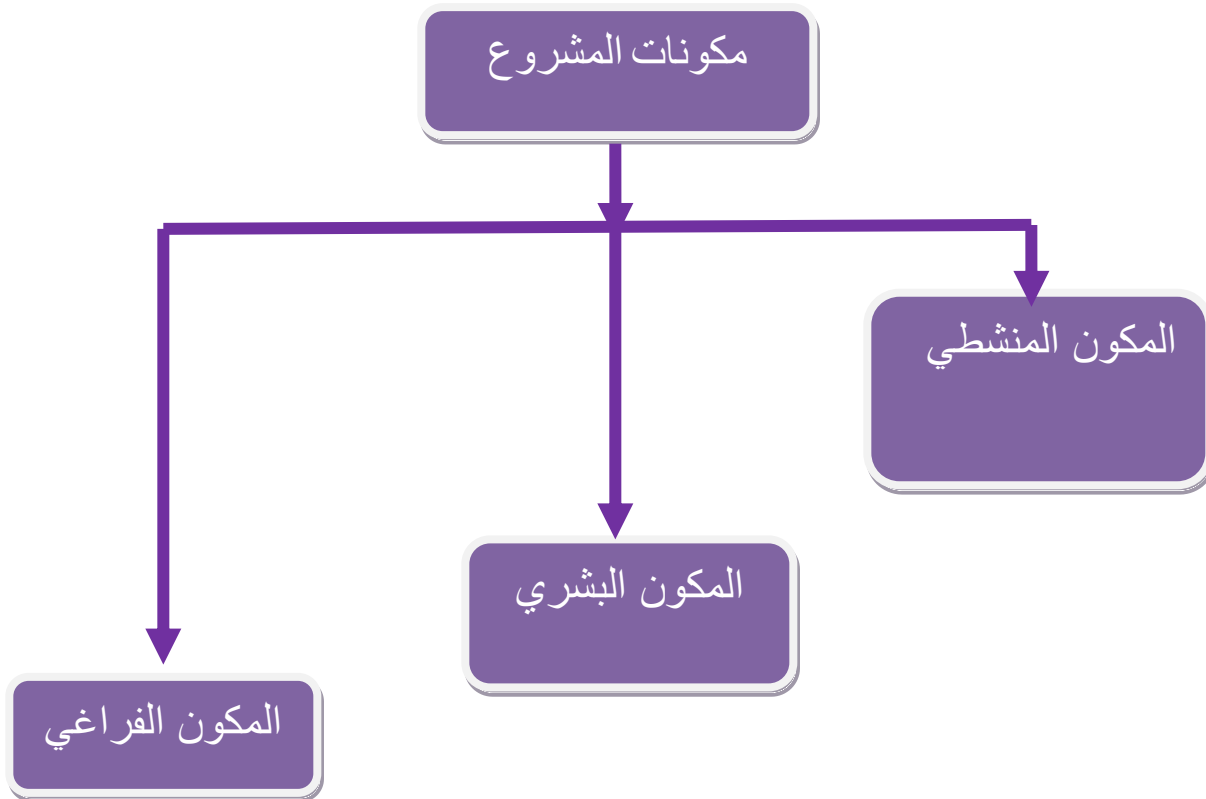 مكونات المشروع
المكون المنشطي
المكون البشري
المكون الفراغي